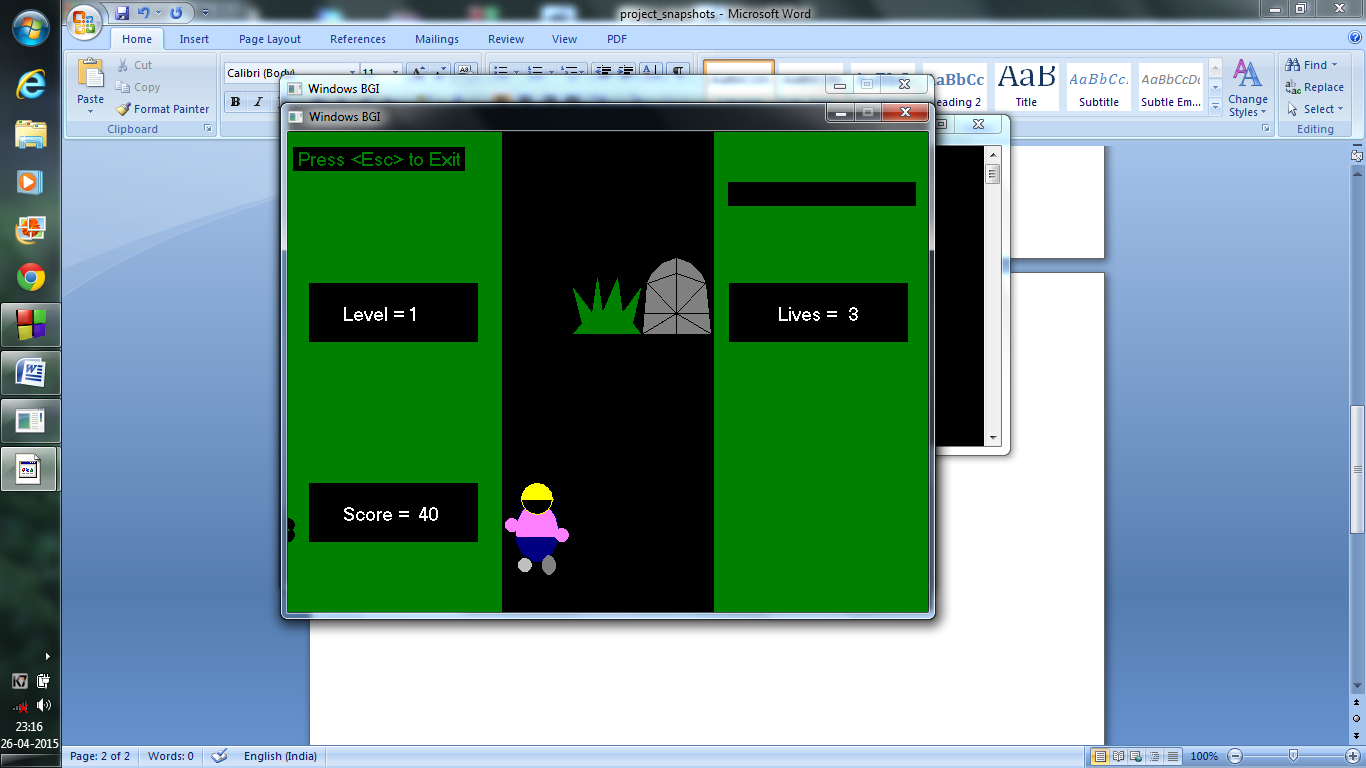 project_snapshots - Microsoft Word
Home Insert Page Layout References Mailings Review View PDF
Cut
Copy
Format Painter
Paste
Clipboard
Calibri (Body) 11
B I
Heading 2
AaB
Title
AaBbCc.
Subtitle
AaBbCcDc
Subtle Em...
Change
Styles
Find
Replace
Select
Editing
Windows BGI
Windows BGI
Press <Esc> to Exit
Level = 1
Lives = 3
Score = 40
23:16
26-04-2015
Page: 2 of 2 Words: 0 English (India) 100%